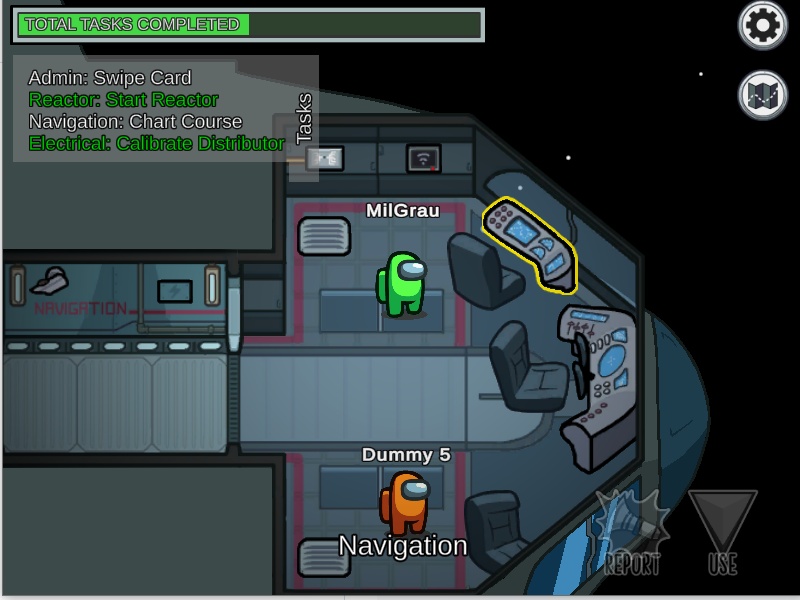 TOTAL TASKS COMPLETED
Admin: Swipe Card
Reactor: Start Reactor
Navigation: Chart Course
Electrical: Calibrate Distributor
Tasks
MilGrau
NAVIGATION
Dummy 5
Navigation
REPORT
USE